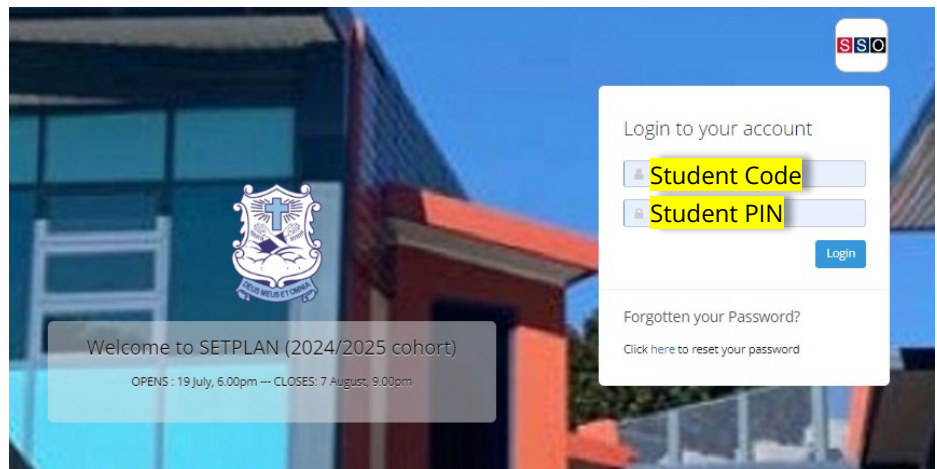 SSO
Login to your account
Student Code
Student PIN
Login
Forgotten your Password?
Click here to reset your password
DEUS MEUS ET OMNIA
Welcome to SETPLAN (2024/2025 cohort)
OPENS : 19 July, 6.00pm --- CLOSES: 7 August, 9.00pm